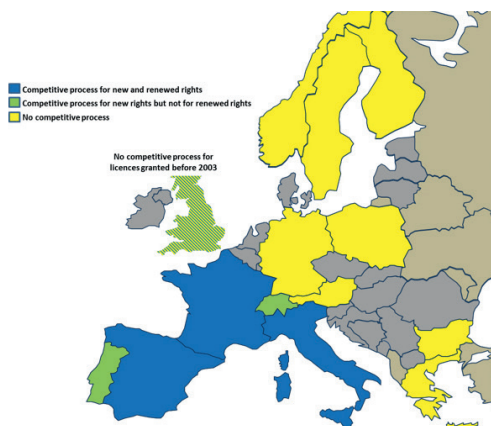 Competitive process for new and renewed rights
Competitive process for new rights but not for renewed rights
No competitive process
No competitive process for
licences granted before 2003